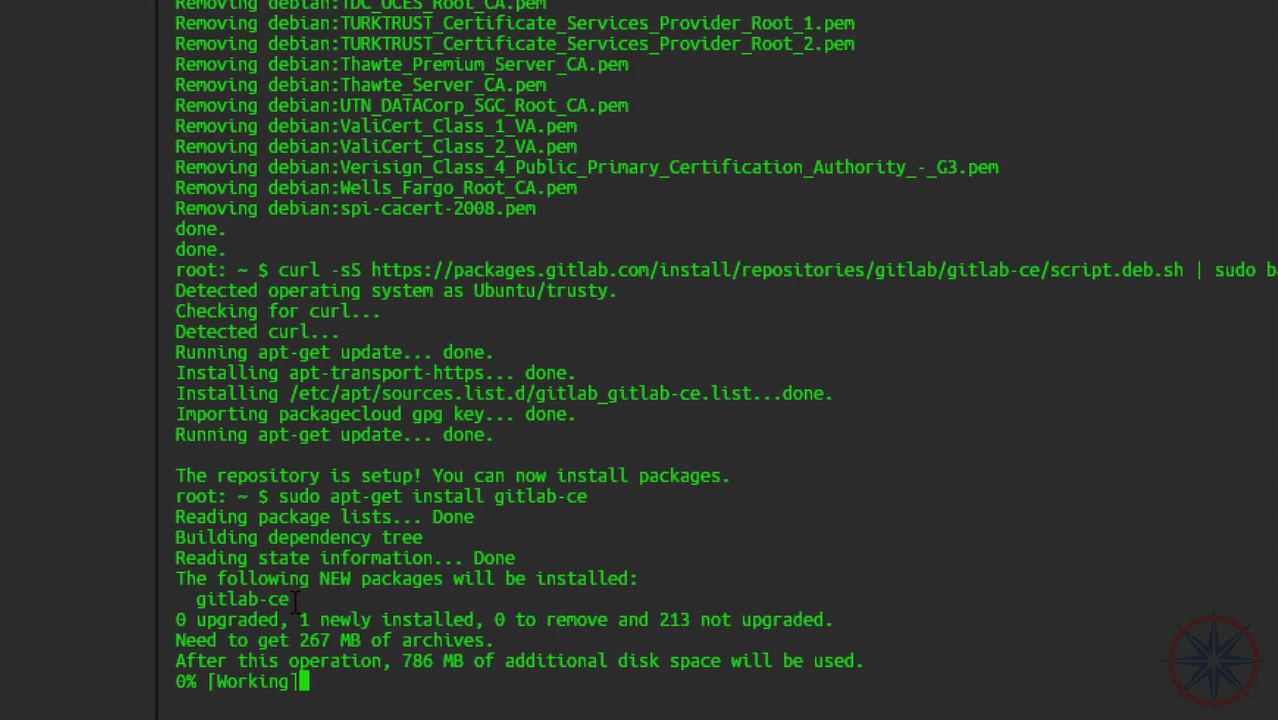 Removing debian:TDC_OCES_Root_CA.pem
Removing debian:TURKTRUST_Certificate_Services_Provider_Root_1.pem
Removing debian:TURKTRUST_Certificate_Services_Provider_Root_2.pem
Removing debian:Thawte_Premium_Server_CA.pem
Removing debian:Thawte_Server_CA.pem
Removing debian:UTN_DATACorp_SGC_Root_CA.pem
Removing debian:ValiCert_Class_1_VA.pem
Removing debian:ValiCert_Class_2_VA.pem
Removing debian:Verisign_Class_4_Public_Primary_Certification_Authority_-_G3.pem
Removing debian:Wells_Fargo_Root_CA.pem
Removing debian:spi-cacert-2008.pem
done.
done.
root: ~ $ curl -sS https://packages.gitlab.com/install/repositories/gitlab/gitlab-ce/script.deb.sh | sudo b
Detected operating system as Ubuntu/trusty.
Checking for curl...
Detected curl...
Running apt-get update... done.
Installing apt-transport-https... done.
Installing /etc/apt/sources.list.d/gitlab_gitlab-ce.list...done.
Importing packagecloud gpg key... done.
Running apt-get update... done.
The repository is setup! You can now install packages.
root: ~ $ sudo apt-get install gitlab-ce
Reading package lists... Done
Building dependency tree
Reading state information... Done
The following NEW packages will be installed:
gitlab-ce
0 upgraded, 1 newly installed, 0 to remove and 213 not upgraded.
Need to get 267 MB of archives.
After this operation, 786 MB of additional disk space will be used.
0% [Working]